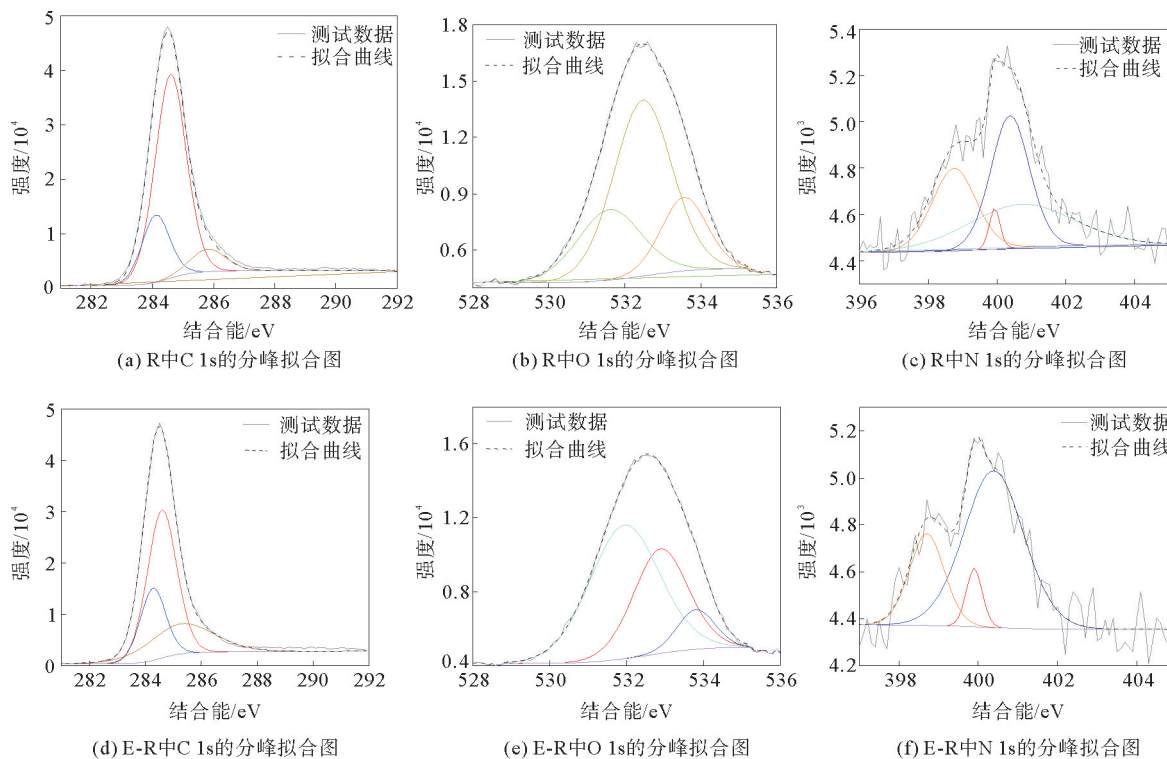 5
4
3
2
1
0
强度/10⁴
测试数据
拟合曲线
282 284 286 288 290 292
结合能/eV
(a) R中C 1s的分峰拟合图
1.8
1.4
1.0
0.6
强度/10⁴
测试数据
拟合曲线
528 530 532 534 536
结合能/eV
(b) R中O 1s的分峰拟合图
5.4
5.2
5.0
4.8
4.6
4.4
强度/10³
测试数据
拟合曲线
396 398 400 402 404
结合能/eV
(c) R中N 1s的分峰拟合图
5
4
3
2
1
0
强度/10⁴
测试数据
拟合曲线
282 284 286 288 290 292
结合能/eV
(d) E-R中C 1s的分峰拟合图
1.6
1.2
0.8
0.4
强度/10⁴
测试数据
拟合曲线
528 530 532 534 536
结合能/eV
(e) E-R中O 1s的分峰拟合图
5.2
5.0
4.8
4.6
4.4
4.2
强度/10³
测试数据
拟合曲线
398 400 402 404
结合能/eV
(f) E-R中N 1s的分峰拟合图